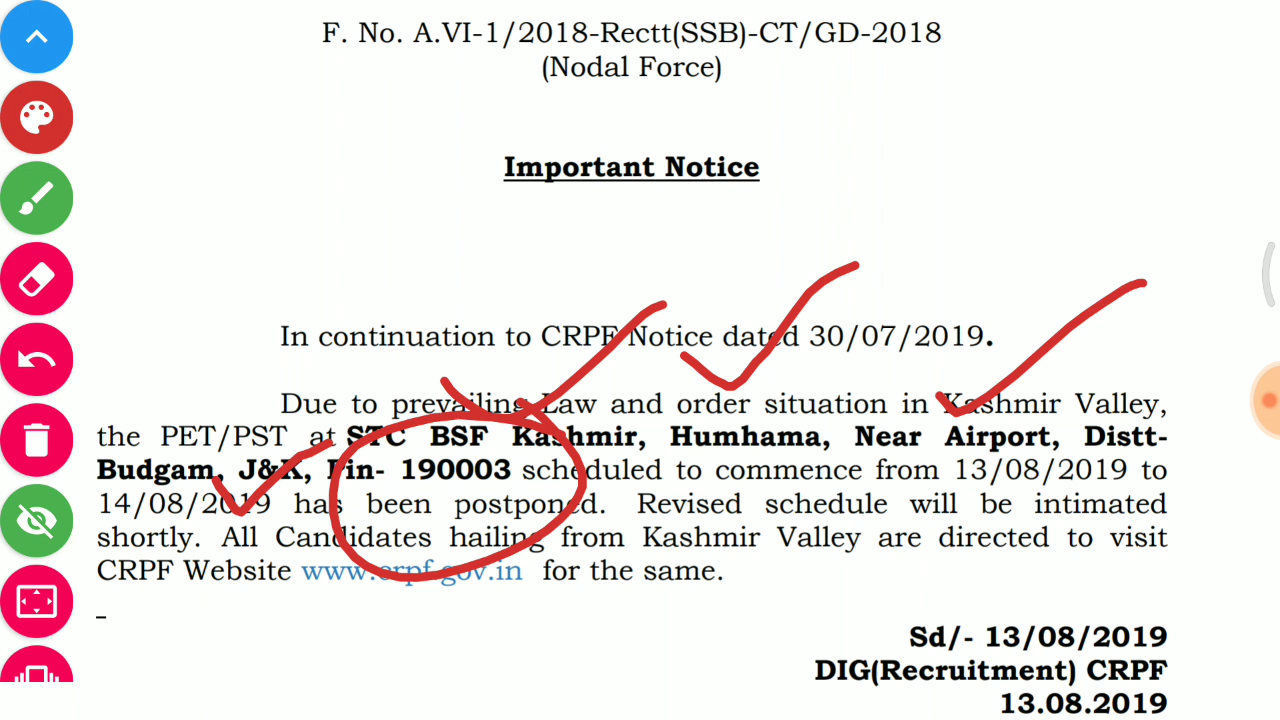 F. No. A.VI-1/2018-Rectt(SSB)-CT/GD-2018
(Nodal Force)
Important Notice
In continuation to CRPF Notice dated 30/07/2019.
Due to prevailing Law and order situation in Kashmir Valley,
the PET/PST at STC BSF Kashmir, Humhama, Near Airport, Distt-
Budgam, J&K, Pin- 190003 scheduled to commence from 13/08/2019 to
14/08/2019 has been postponed. Revised schedule will be intimated
shortly. All Candidates hailing from Kashmir Valley are directed to visit
CRPF Website www.crpf.gov.in for the same.
Sd/- 13/08/2019
DIG(Recruitment) CRPF
13.08.2019